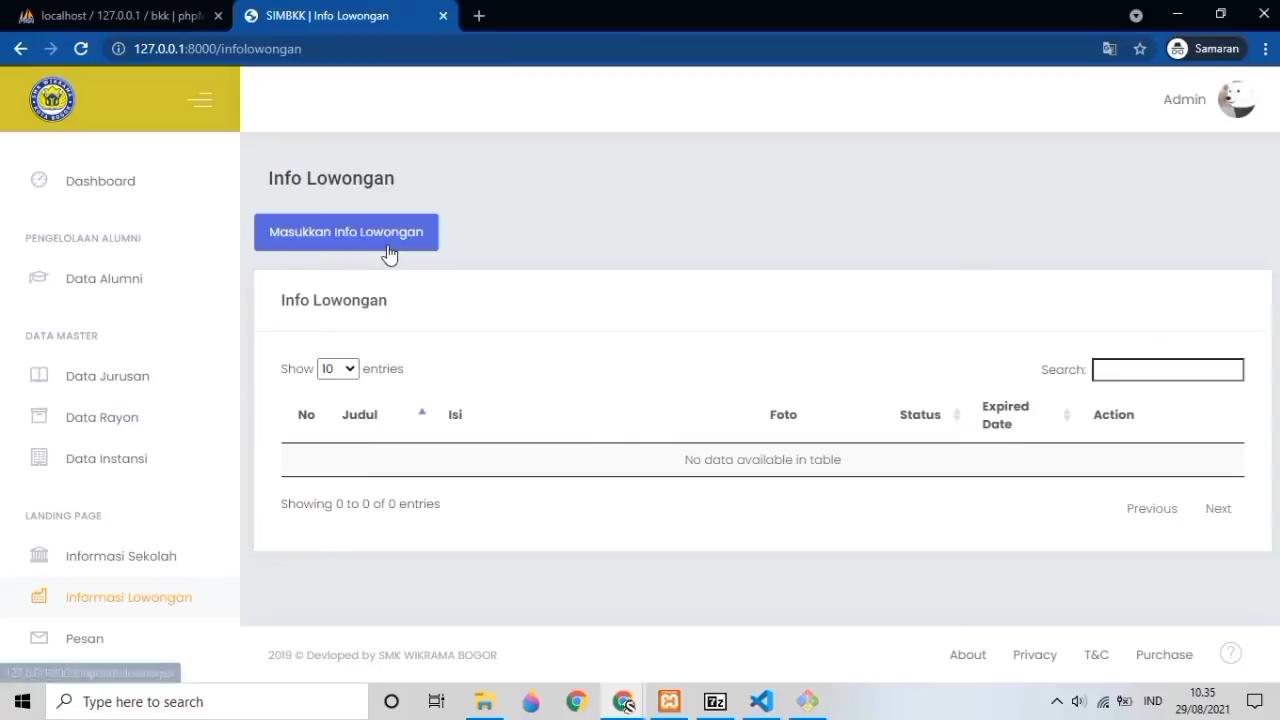 localhost / 127.0.0.1 / bkk | phpM
SIMBKK | Info Lowongan
127.0.0.1:8000/infolowongan
Samaran
Admin
Dashboard
PENGELOLAAN ALUMNI
Data Alumni
DATA MASTER
Data Jurusan
Data Rayon
Data Instansi
LANDING PAGE
Informasi Sekolah
Informasi Lowongan
Pesan
Info Lowongan
Masukkan Info Lowongan
Info Lowongan
Show 10 entries
Search:
No Judul Isi Foto Status Expired Date Action
No data available in table
Showing 0 to 0 of 0 entries
Previous Next
2019 © Devloped by SMK WIKRAMA BOGOR
About Privacy T&C Purchase
Type here to search
IND
10.35
29/08/2021